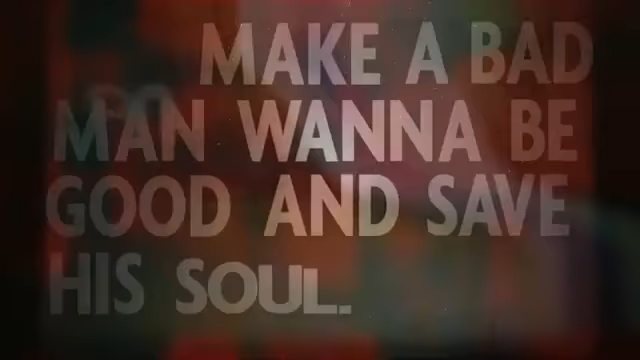 MAKE A BAD
MAN WANNA BE
GOOD AND SAVE
HIS SOUL.